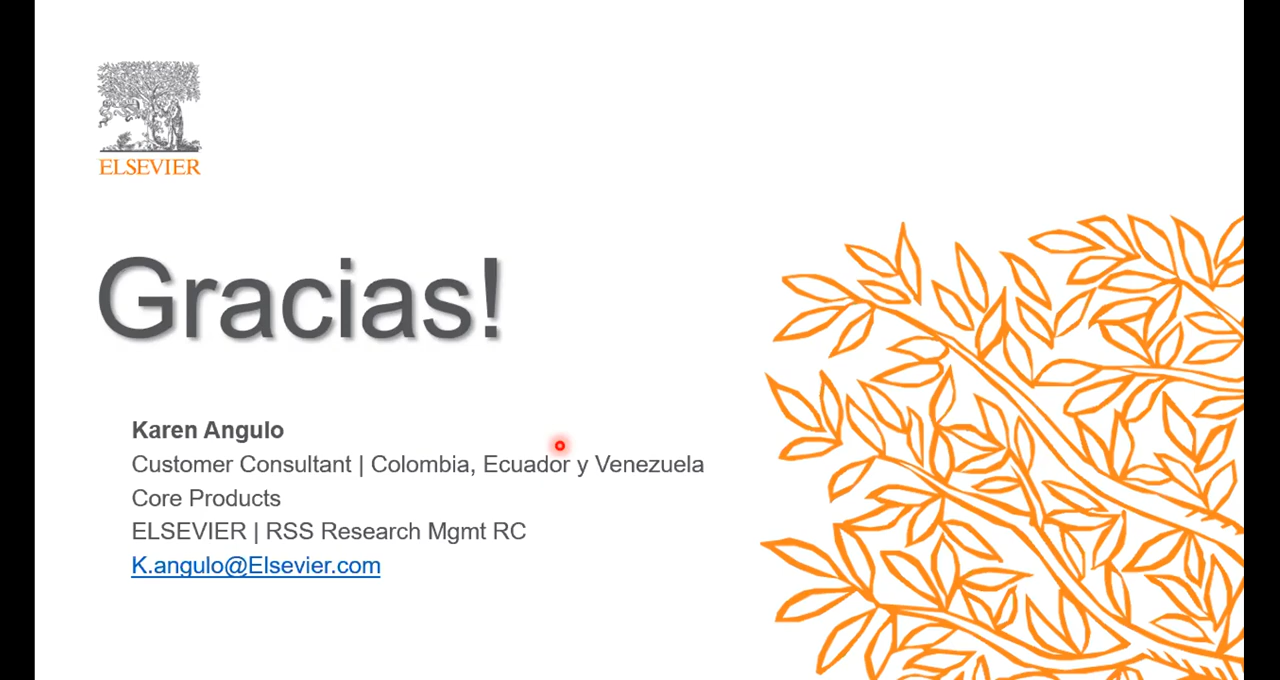 ELSEVIER
Gracias!
Karen Angulo
Customer Consultant | Colombia, Ecuador y Venezuela
Core Products
ELSEVIER | RSS Research Mgmt RC
K.angulo@Elsevier.com